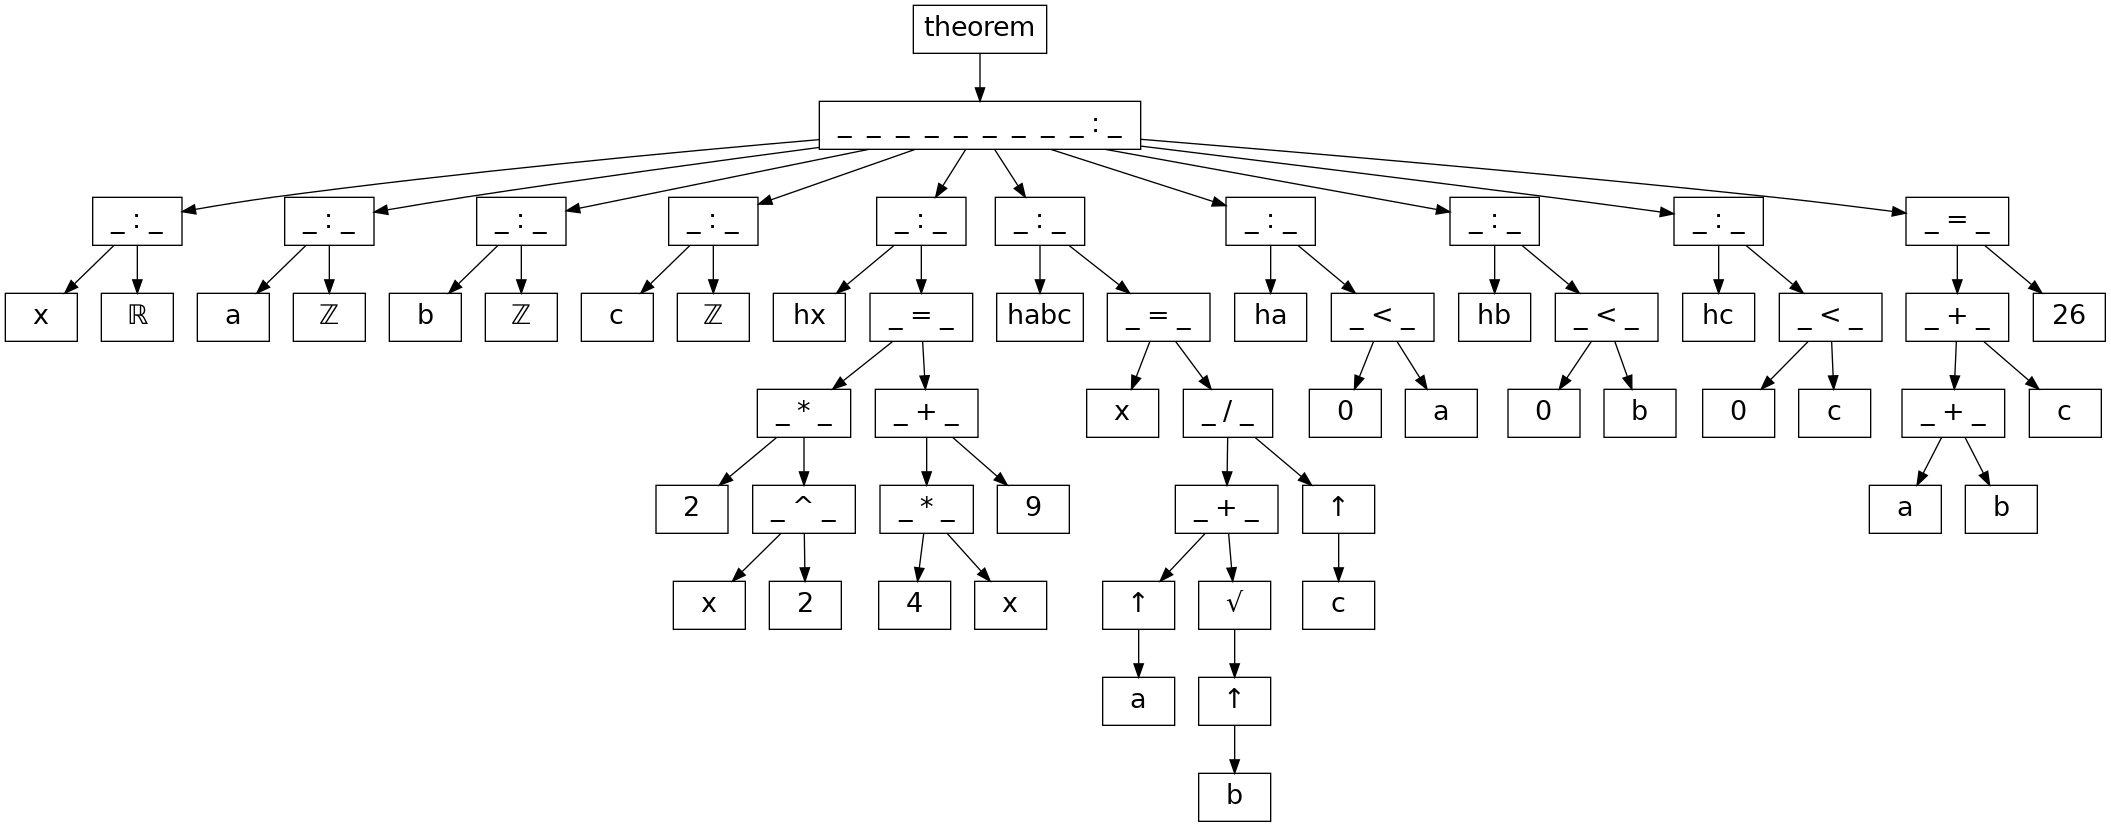 theorem
_ _ _ _ _ _ _ _ _ : _
_ : _ _ : _ _ : _ _ : _ _ : _ _ : _ _ : _ _ : _ _ : _ _ = _
x ℝ a ℤ b ℤ c ℤ hx _ = _ habc _ = _ ha _ < _ hb _ < _ hc _ < _ _ + _ 26
_ * _ _ + _ x _ / _ 0 a 0 b 0 c _ + _ c
2 _ ^ _ _ * _ 9 _ + _ ↑ a b
x 2 4 x ↑ √ c
a ↑
b